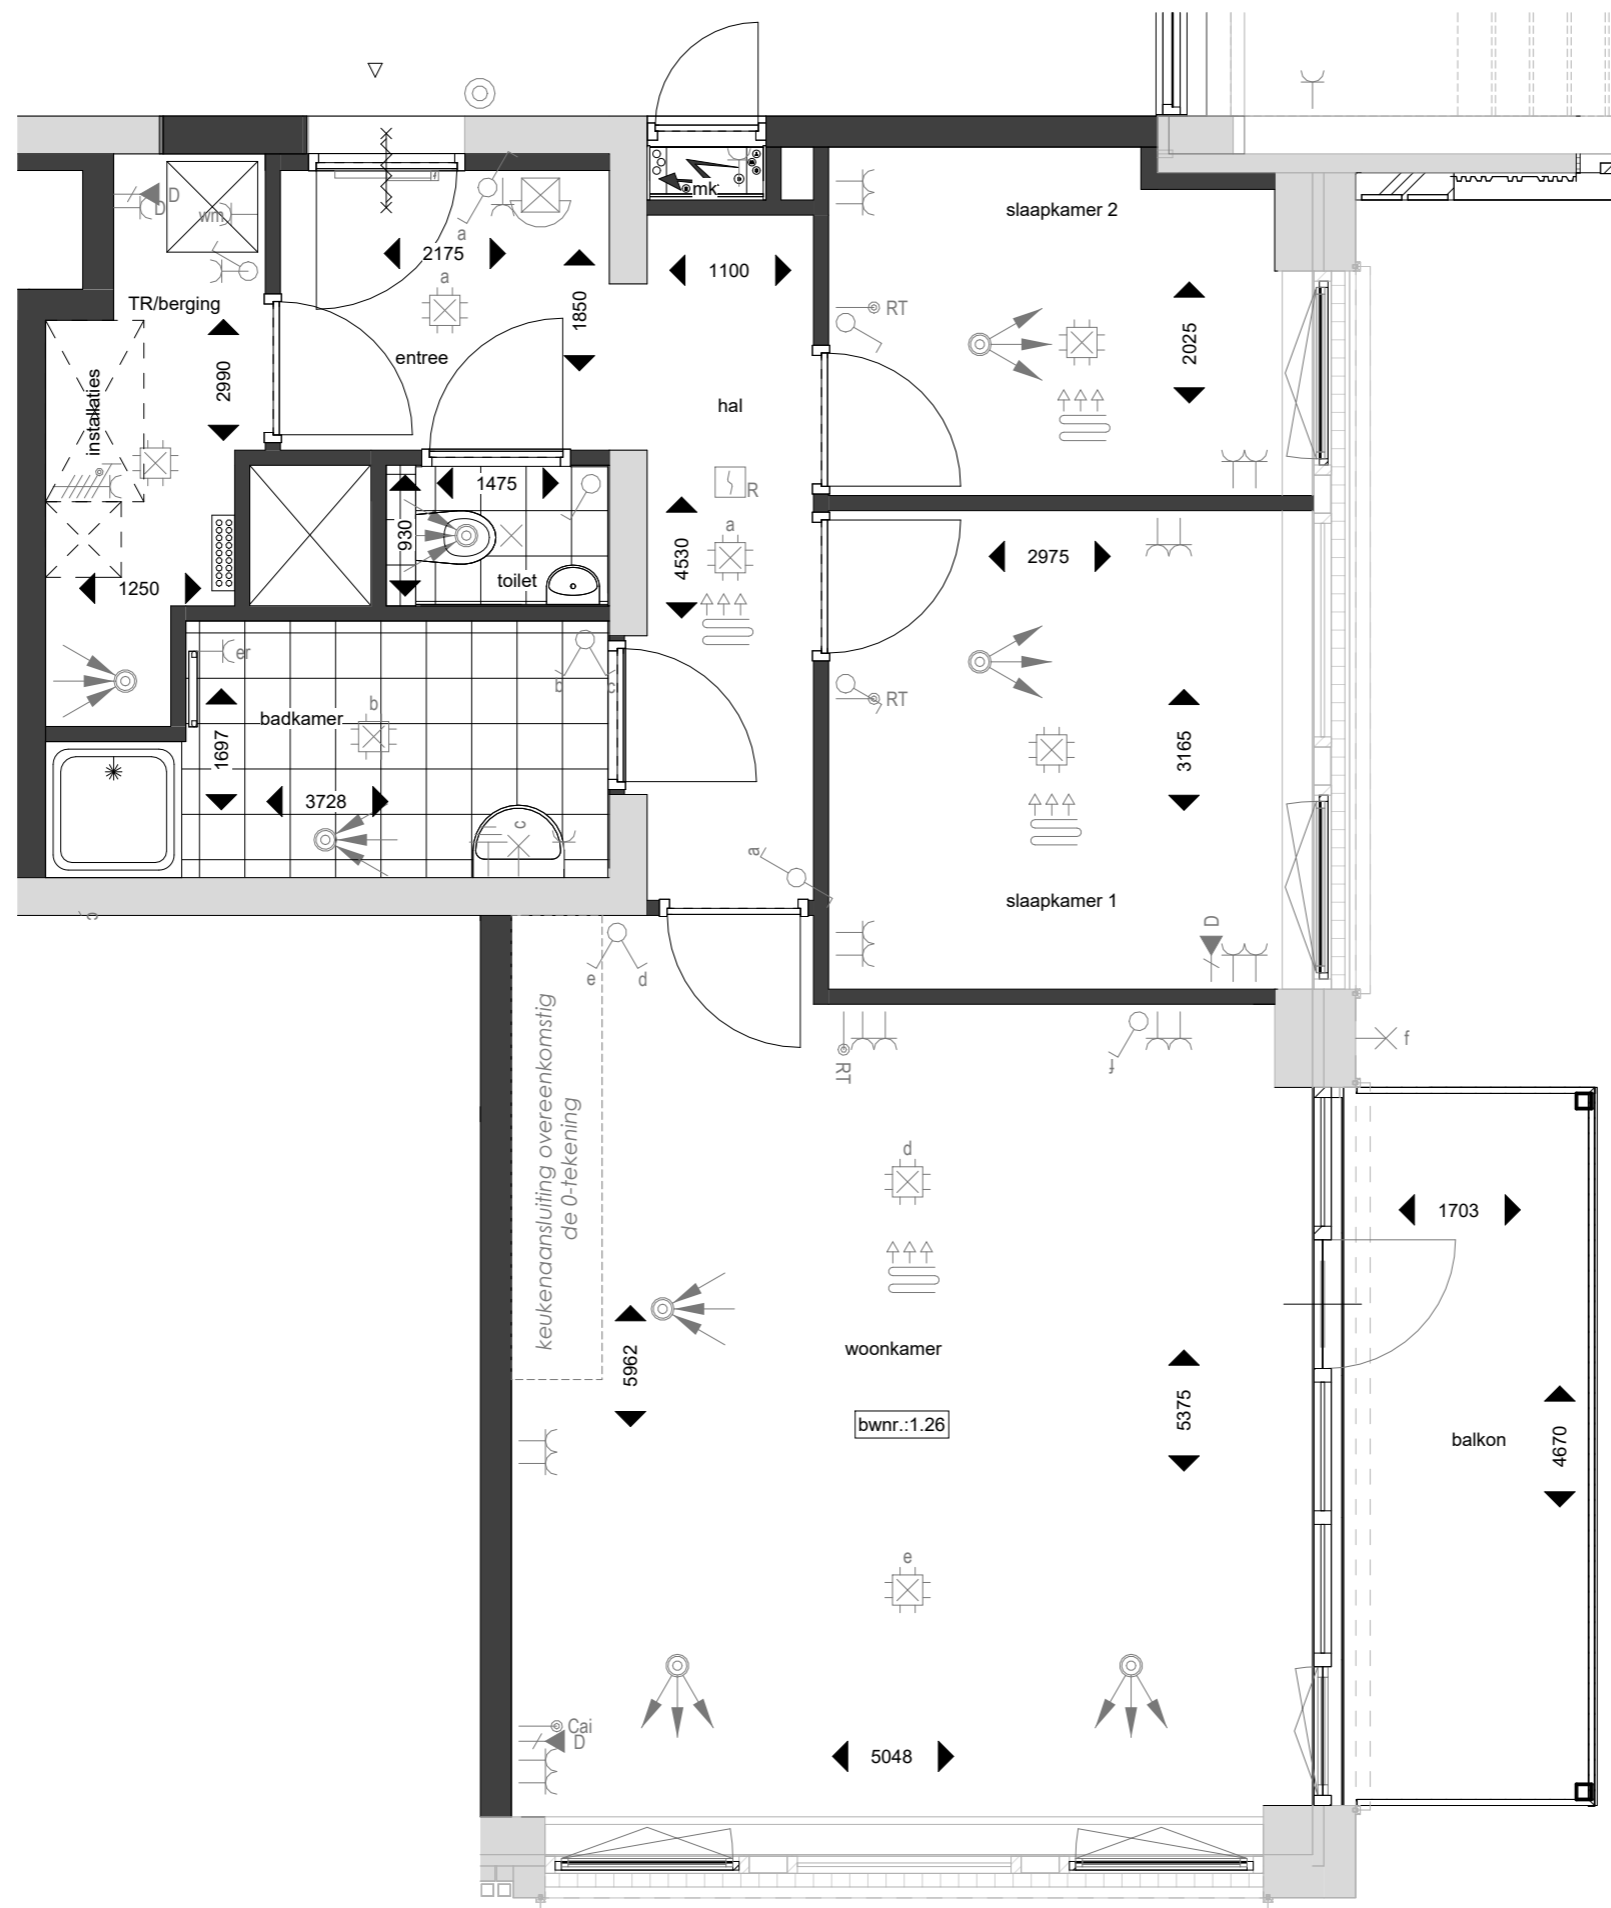 mk
slaapkamer 2
D
D
wm
a
2175
a
1100
TR/berging
1850
RT
2025
entree
2990
installaties
hal
1475
R
930
a
4530
2975
toilet
1250
er
b
c
b
badkamer
1697
RT
3165
3728
c
a
slaapkamer 1
c
D
e
d
keukenaansluiting overeenkomstig
de 0-tekening
RT
f
f
d
1703
5962
woonkamer
5375
bwnr.:1.26
balkon
4670
e
Cai
D
5048